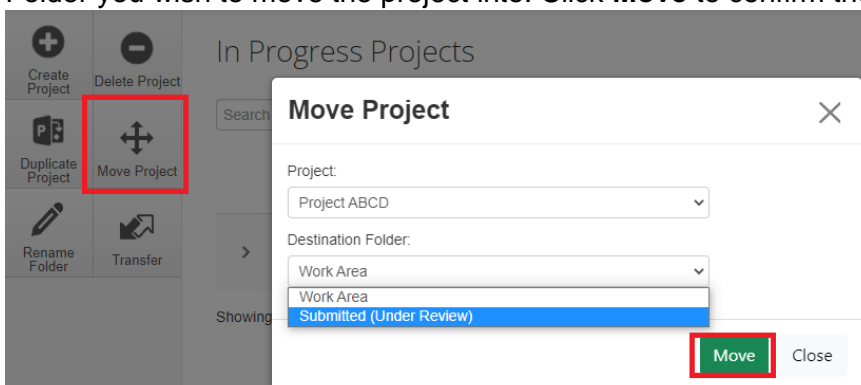 Folder you wish to move the project into. Click Move to confirm the
Create
Project
Delete Project
Duplicate
Project
Move Project
Rename
Folder
Transfer
In Progress Projects
Search
Showing
Move Project
Project:
Project ABCD
Destination Folder:
Work Area
Work Area
Submitted (Under Review)
Move
Close